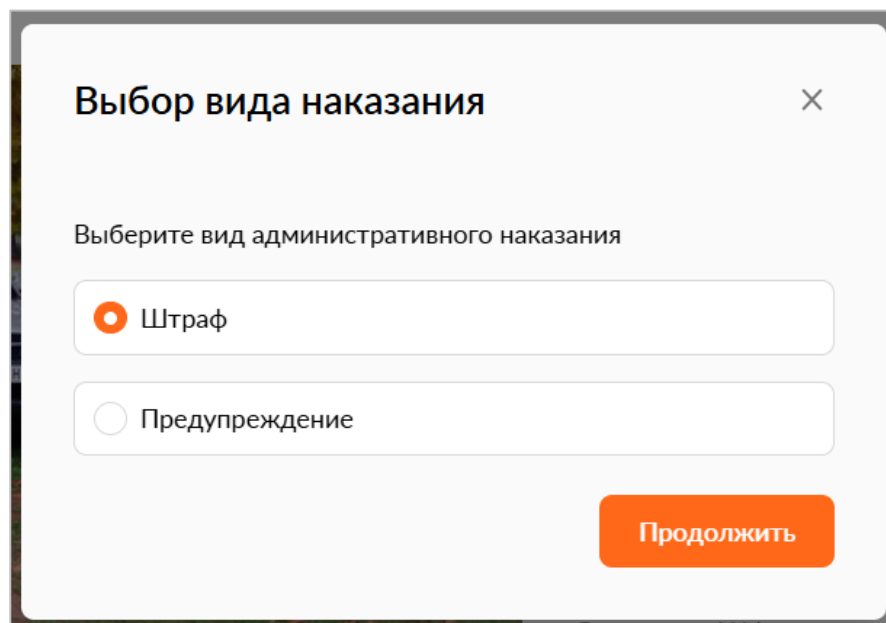 Выбор вида наказания
Выберите вид административного наказания
Штраф
Предупреждение
Продолжить